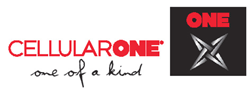 CELLULARONE®
one of a kind
ONE